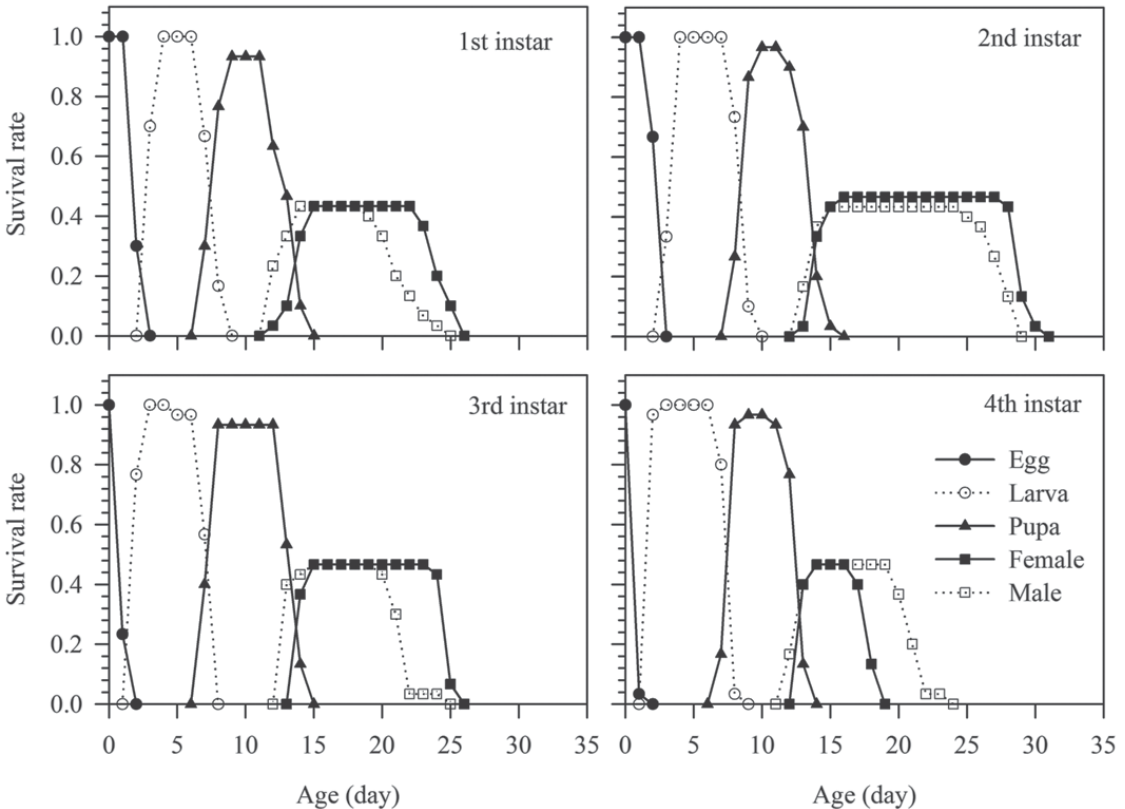 Suvival rate
1.0
0.8
0.6
0.4
0.2
0.0
1st instar
2nd instar
Survival rate
1.0
0.8
0.6
0.4
0.2
0.0
3rd instar
4th instar
Egg
Larva
Pupa
Female
Male
0 5 10 15 20 25 30 35
0 5 10 15 20 25 30 35
Age (day)
Age (day)